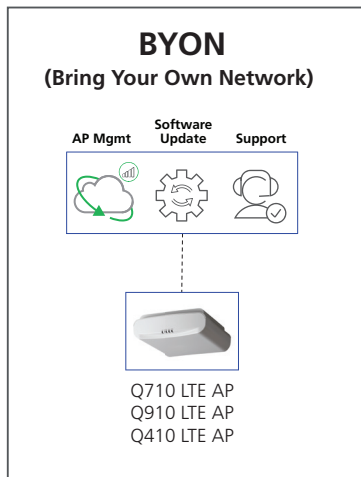 BYON
(Bring Your Own Network)
AP Mgmt
Software
Update
Support
Q710 LTE AP
Q910 LTE AP
Q410 LTE AP